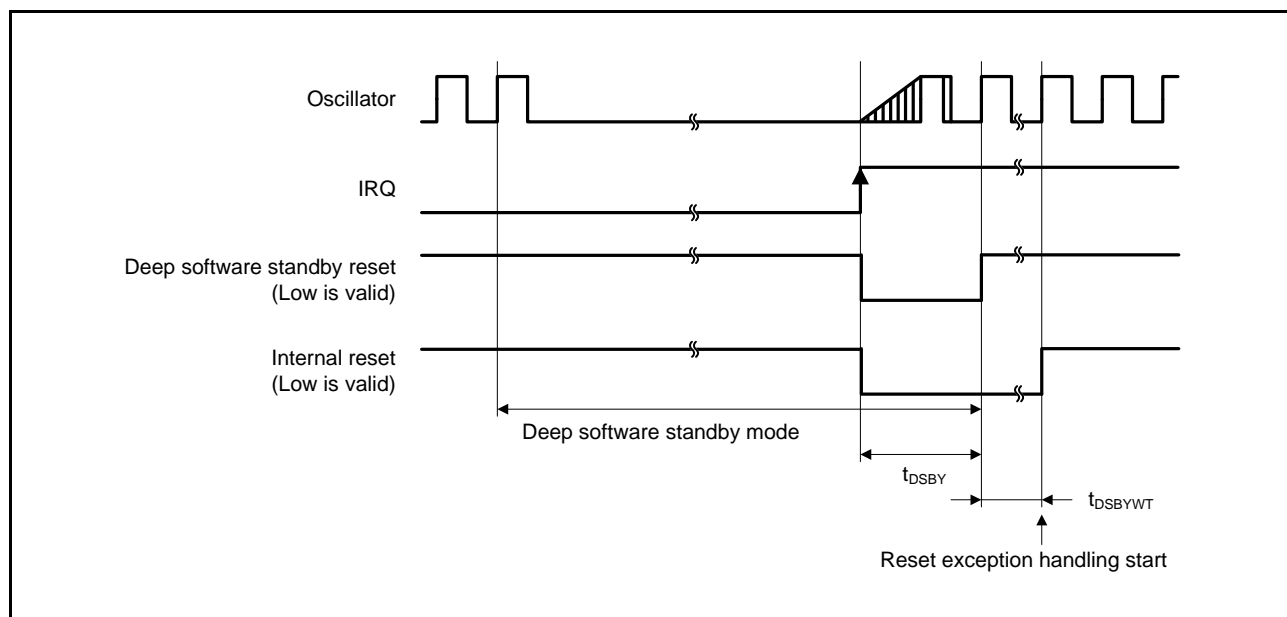 Oscillator
IRQ
Deep software standby reset
(Low is valid)
Internal reset
(Low is valid)
Deep software standby mode
tDSBY
tDSBYWT
Reset exception handling start